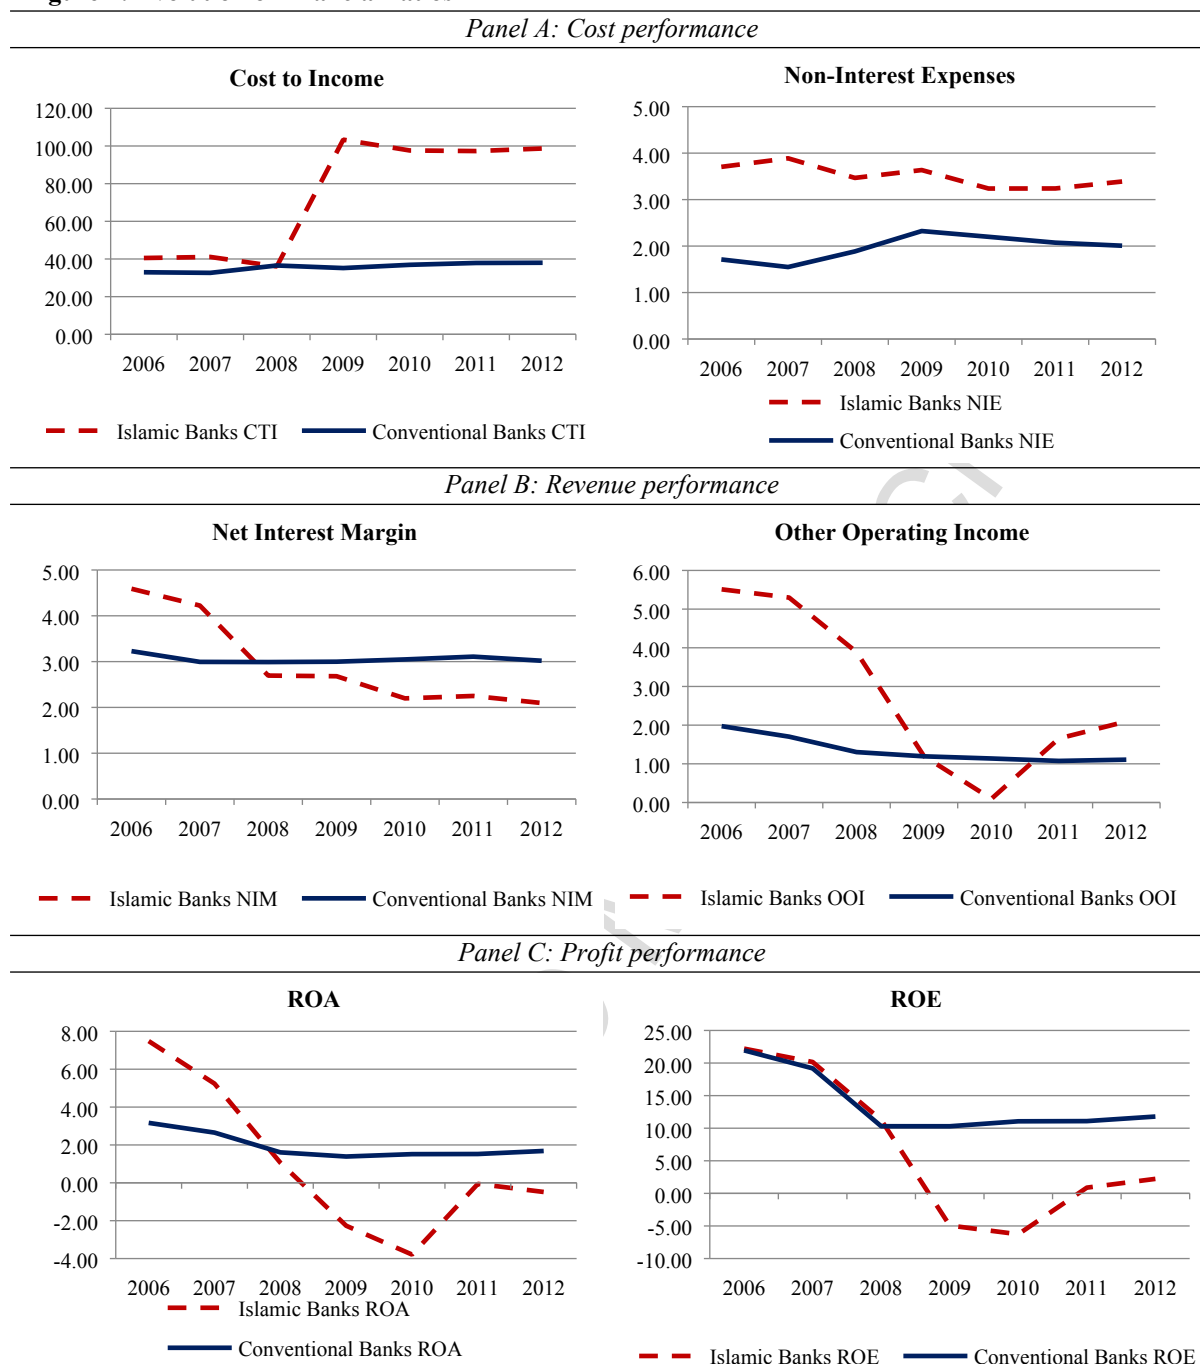 Panel A: Cost performance
Cost to Income
120.00
100.00
80.00
60.00
40.00
20.00
0.00
2006 2007 2008 2009 2010 2011 2012
Islamic Banks CTI Conventional Banks CTI
Non-Interest Expenses
5.00
4.00
3.00
2.00
1.00
0.00
2006 2007 2008 2009 2010 2011 2012
Islamic Banks NIE
Conventional Banks NIE
Panel B: Revenue performance
Net Interest Margin
5.00
4.00
3.00
2.00
1.00
0.00
2006 2007 2008 2009 2010 2011 2012
Islamic Banks NIM Conventional Banks NIM
Other Operating Income
6.00
5.00
4.00
3.00
2.00
1.00
0.00
2006 2007 2008 2009 2010 2011 2012
Islamic Banks OOI Conventional Banks OOI
Panel C: Profit performance
ROA
8.00
6.00
4.00
2.00
0.00
-2.00
-4.00
2006 2007 2008 2009 2010 2011 2012
Islamic Banks ROA
Conventional Banks ROA
ROE
25.00
20.00
15.00
10.00
5.00
0.00
-5.00
-10.00
2006 2007 2008 2009 2010 2011 2012
Islamic Banks ROE Conventional Banks ROE